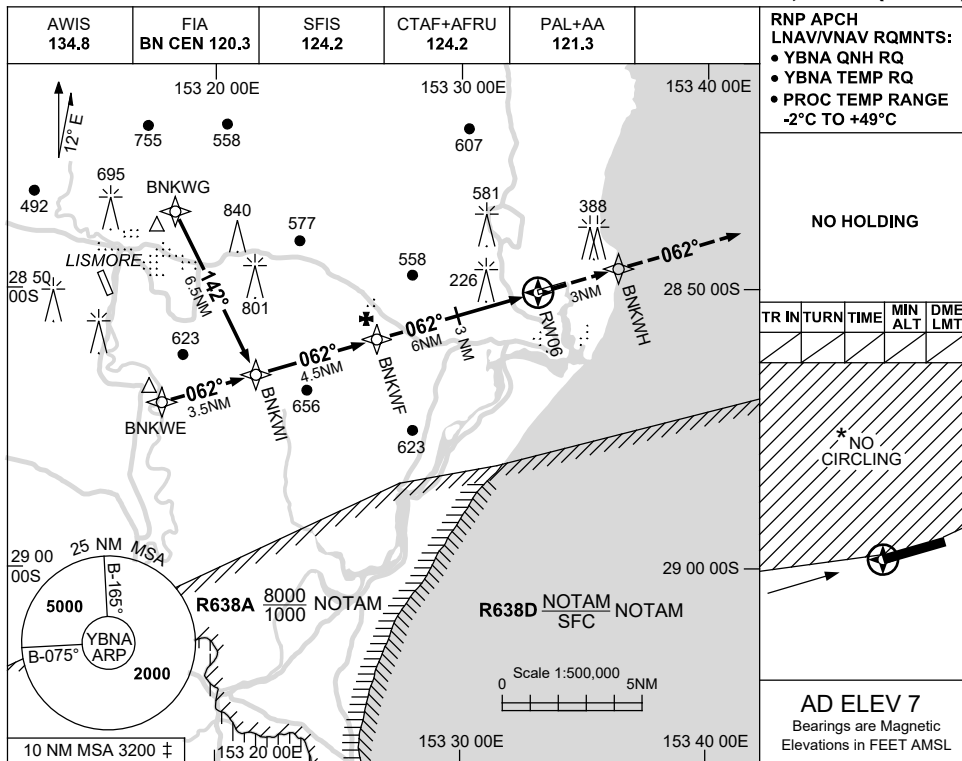 AWIS
134.8
FIA
BN CEN 120.3
SFIS
124.2
CTAF+AFRU
124.2
PAL+AA
121.3
RNP APCH
LNAV/VNAV RQMNTS:
• YBNA QNH RQ
• YBNA TEMP RQ
• PROC TEMP RANGE
-2°C TO +49°C
NO HOLDING
TR IN
TURN
TIME
MIN ALT
DME LMT
* NO
CIRCLING
AD ELEV 7
Bearings are Magnetic
Elevations in FEET AMSL
153 20 00E
153 30 00E
153 40 00E
12° E
755
558
607
492
695
BNKWG
840
577
581
388
LISMORE
142°
6.5NM
801
558
226
062°
28 50
00S
28 50 00S
3NM
BNKWH
RW06
3 NM
062°
6NM
BNKWF
062°
4.5NM
BNKWI
062°
3.5NM
BNKWE
623
656
623
29 00
00S
29 00 00S
25 NM MSA
B-165°
5000
YBNA
ARP
B-075°
2000
10 NM MSA 3200 ‡
R638A 8000
1000 NOTAM
R638D NOTAM
SFC NOTAM
Scale 1:500,000
0
5NM
153 20 00E
153 30 00E
153 40 00E